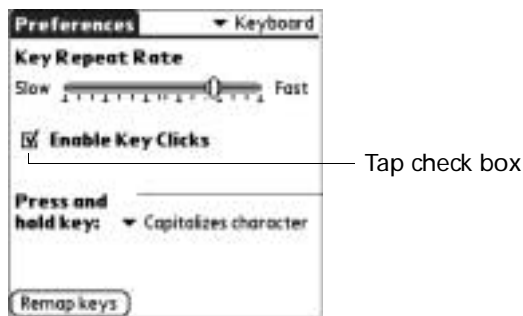 Preferences ▼ Keyboard
Key Repeat Rate
Slow Fast
Enable Key Clicks
Tap check box
Press and
hold key: ▼ Capitalizes character
Remap keys